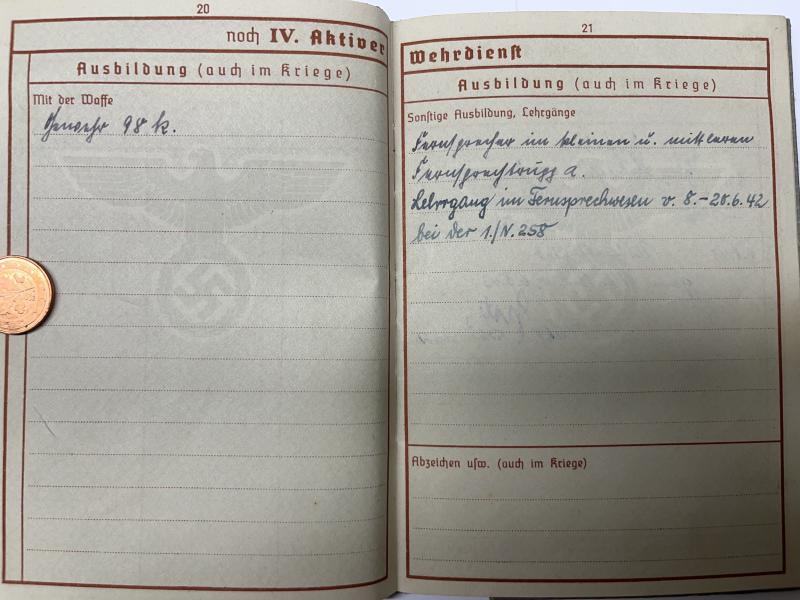 20
noch IV. Aktiver
Ausbildung (auch im Kriege)
Mit der Waffe
Gewehr 98 k.
21
Wehrdienst
Ausbildung (auch im Kriege)
Sonstige Ausbildung, Lehrgänge
Fernsprecher im kleinen u. mittleren
Fernsprechtrupp a.
Lehrgang im Fernsprechwesen v. 8.-20.6.42
bei der 1./N.258
Abzeichen usw. (auch im Kriege)